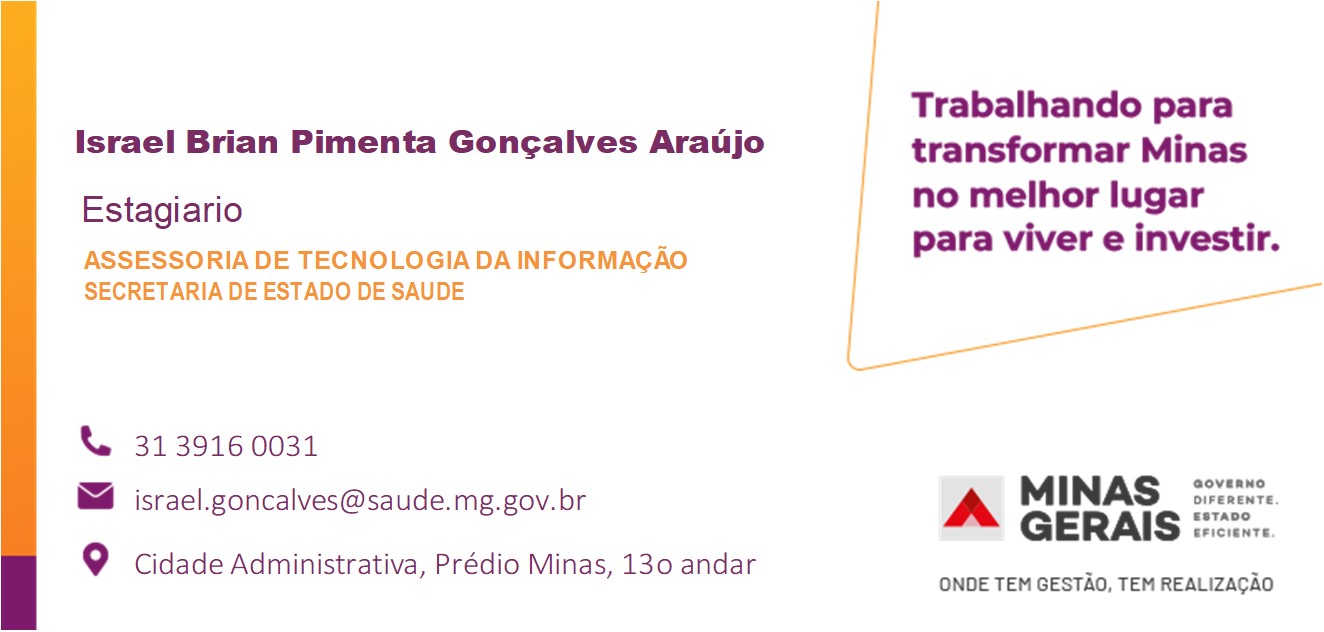 Israel Brian Pimenta Gonçalves Araújo
Estagiario
ASSESSORIA DE TECNOLOGIA DA INFORMAÇÃO
SECRETARIA DE ESTADO DE SAUDE
31 3916 0031
israel.goncalves@saude.mg.gov.br
Cidade Administrativa, Prédio Minas, 13o andar
Trabalhando para
transformar Minas
no melhor lugar
para viver e investir.
MINAS
GERAIS
GOVERNO
DIFERENTE.
ESTADO
EFICIENTE.
ONDE TEM GESTÃO, TEM REALIZAÇÃO